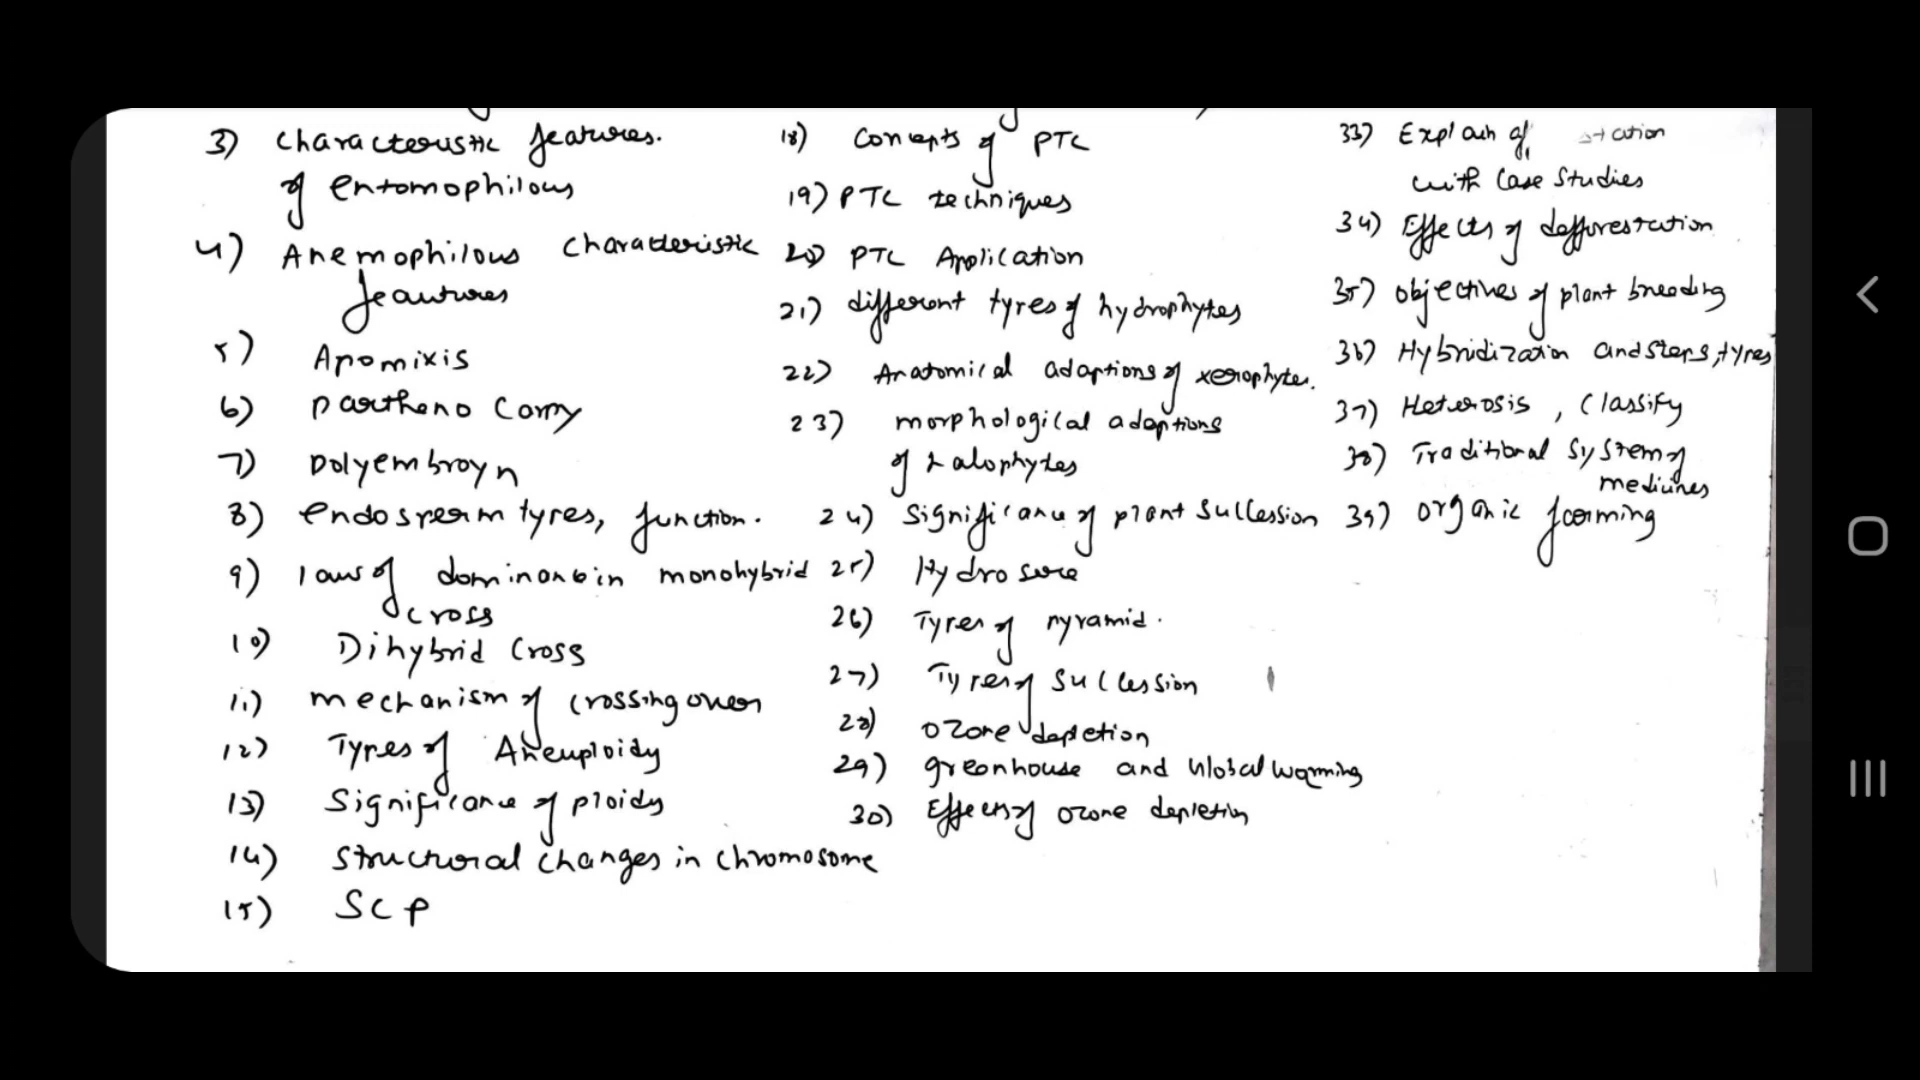 3) characteristic features.
of entomophilous
4) Anemophilous characteristic
feautures
5) Apomixis
6) partheno Carpy
7) polyembroyn
8) endosperm types, function.
9) laws of dominance in monohybrid
cross
10) Dihybrid Cross
11) mechanism of crossing over
12) Types of Aneuploidy
13) Significance of ploidy
14) structural changes in chromosome
15) SCP
18) Concepts of PTC
19) PTC techniques
20) PTC Application
21) different types of hydrophytes
22) Anatomical adaptions of xerophytes.
23) morphological adaptions
of halophytes
24) Significance of plant Succession
25) Hydrosere
26) Types of pyramid.
27) Types of Succession
28) Ozone depletion
29) greenhouse and Global warming
30) Effects of ozone depletion
33) Explain
with Case Studies
34) Effects of defforestation
35) objectives of plant breeding
36) Hybridization and steps, types
37) Heterosis, Classify
38) Traditional System of
medicines
39) organic farming